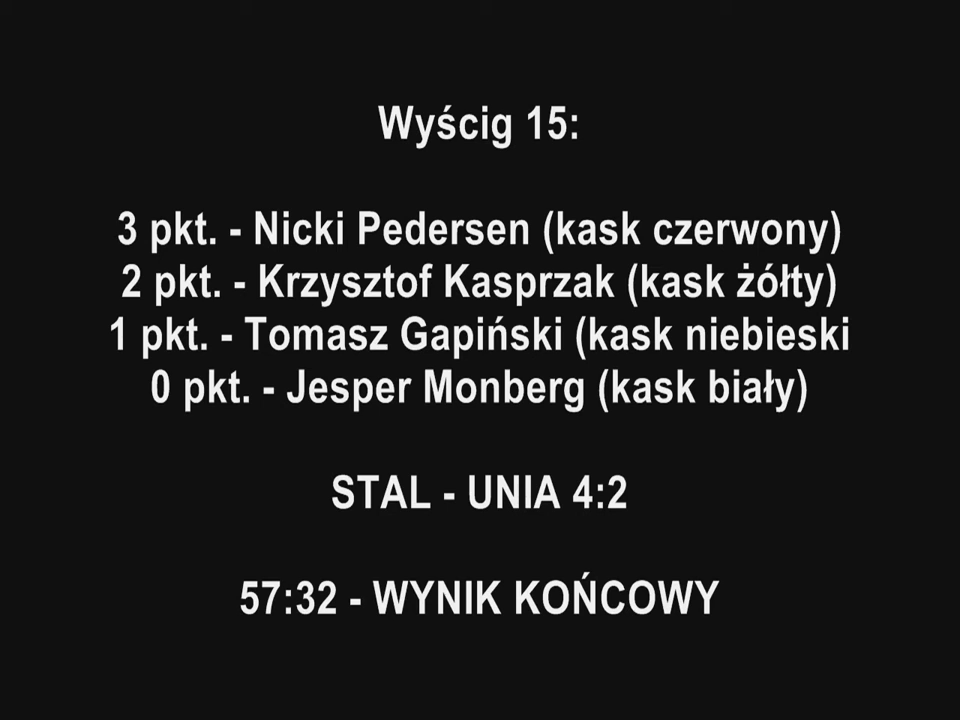 Wyścig 15:
3 pkt. - Nicki Pedersen (kask czerwony)
2 pkt. - Krzysztof Kasprzak (kask żółty)
1 pkt. - Tomasz Gapiński (kask niebieski
0 pkt. - Jesper Monberg (kask biały)
STAL - UNIA 4:2
57:32 - WYNIK KOŃCOWY